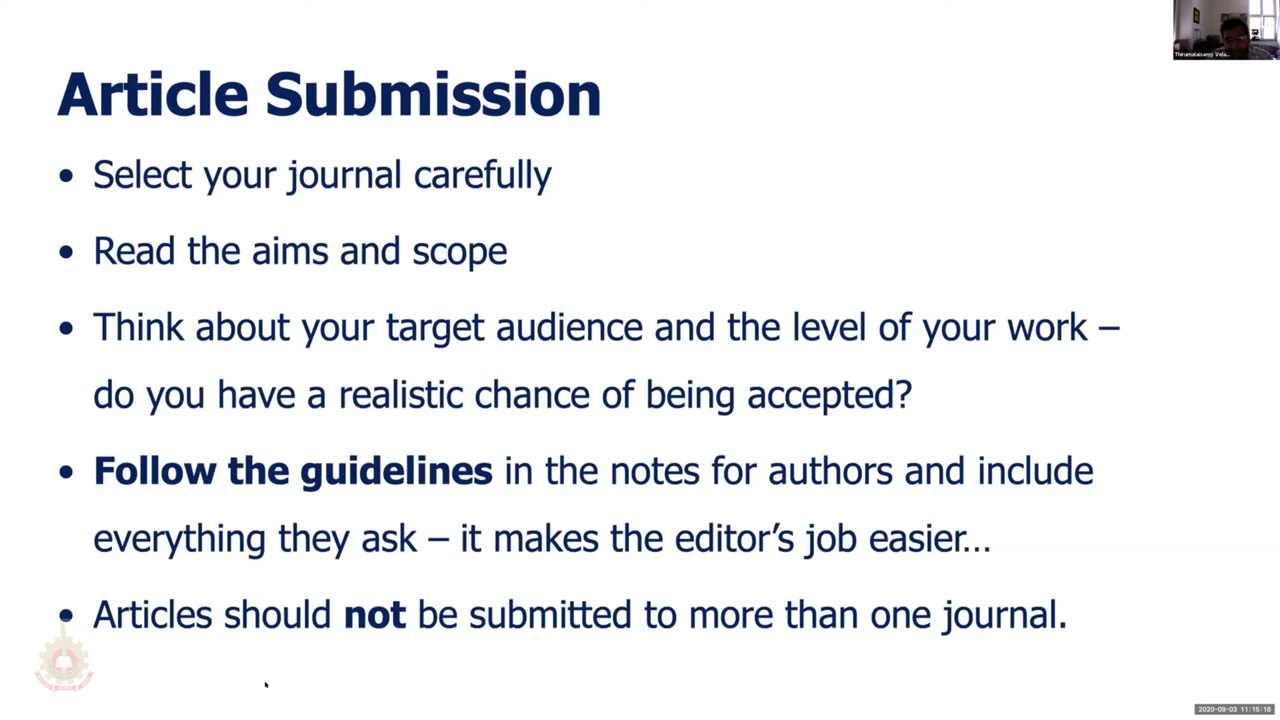 Thirumalaisamy Vela...
Article Submission
• Select your journal carefully
• Read the aims and scope
• Think about your target audience and the level of your work –
do you have a realistic chance of being accepted?
• Follow the guidelines in the notes for authors and include
everything they ask – it makes the editor’s job easier…
• Articles should not be submitted to more than one journal.
2020-09-03 11:15:18